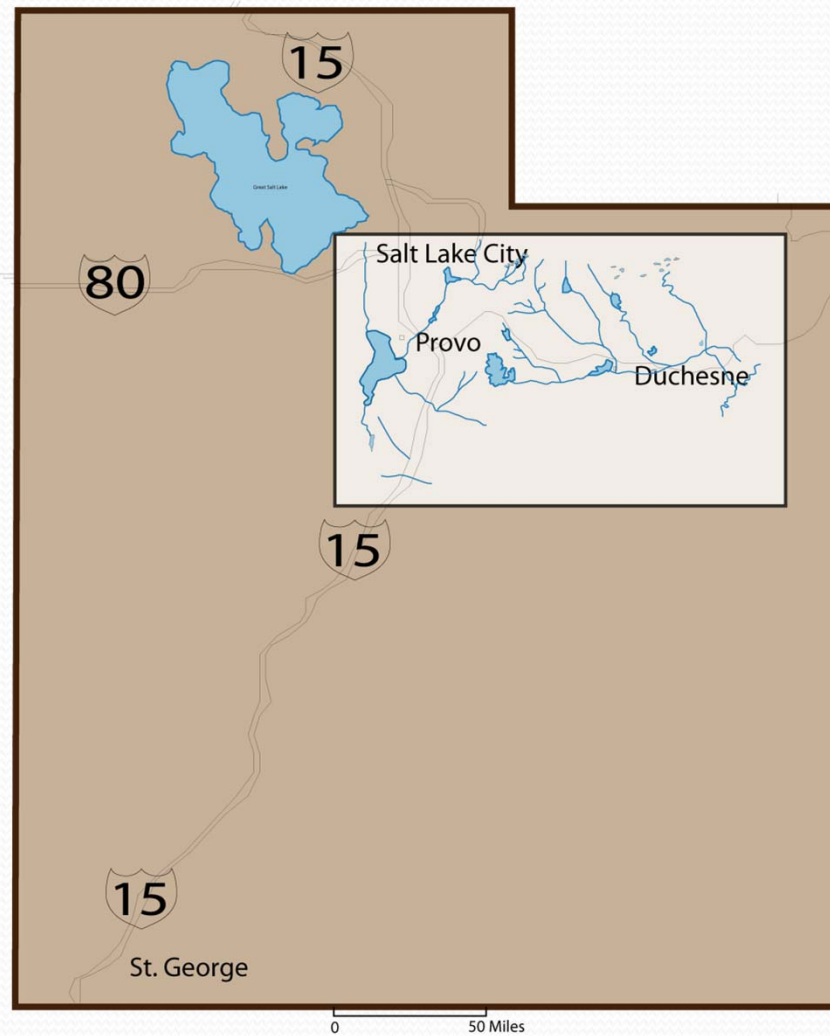 15
Great Salt Lake
Salt Lake City
80
Provo
Duchesne
15
15
St. George
0
50 Miles